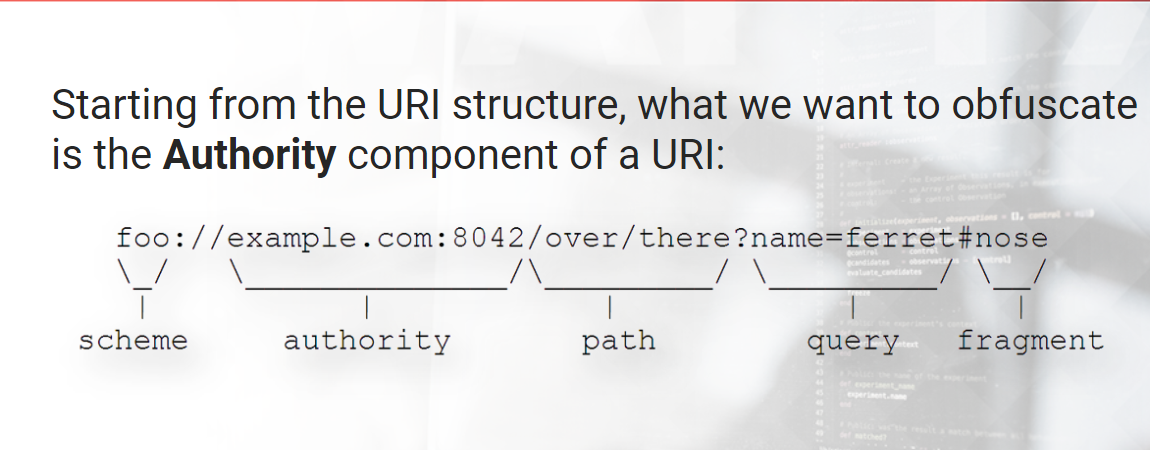 Starting from the URI structure, what we want to obfuscate
is the Authority component of a URI:
foo://example.com:8042/over/there?name=ferret#nose
\_/ \______________/\_________/ \_________/ \__/
| | | | |
scheme authority path query fragment